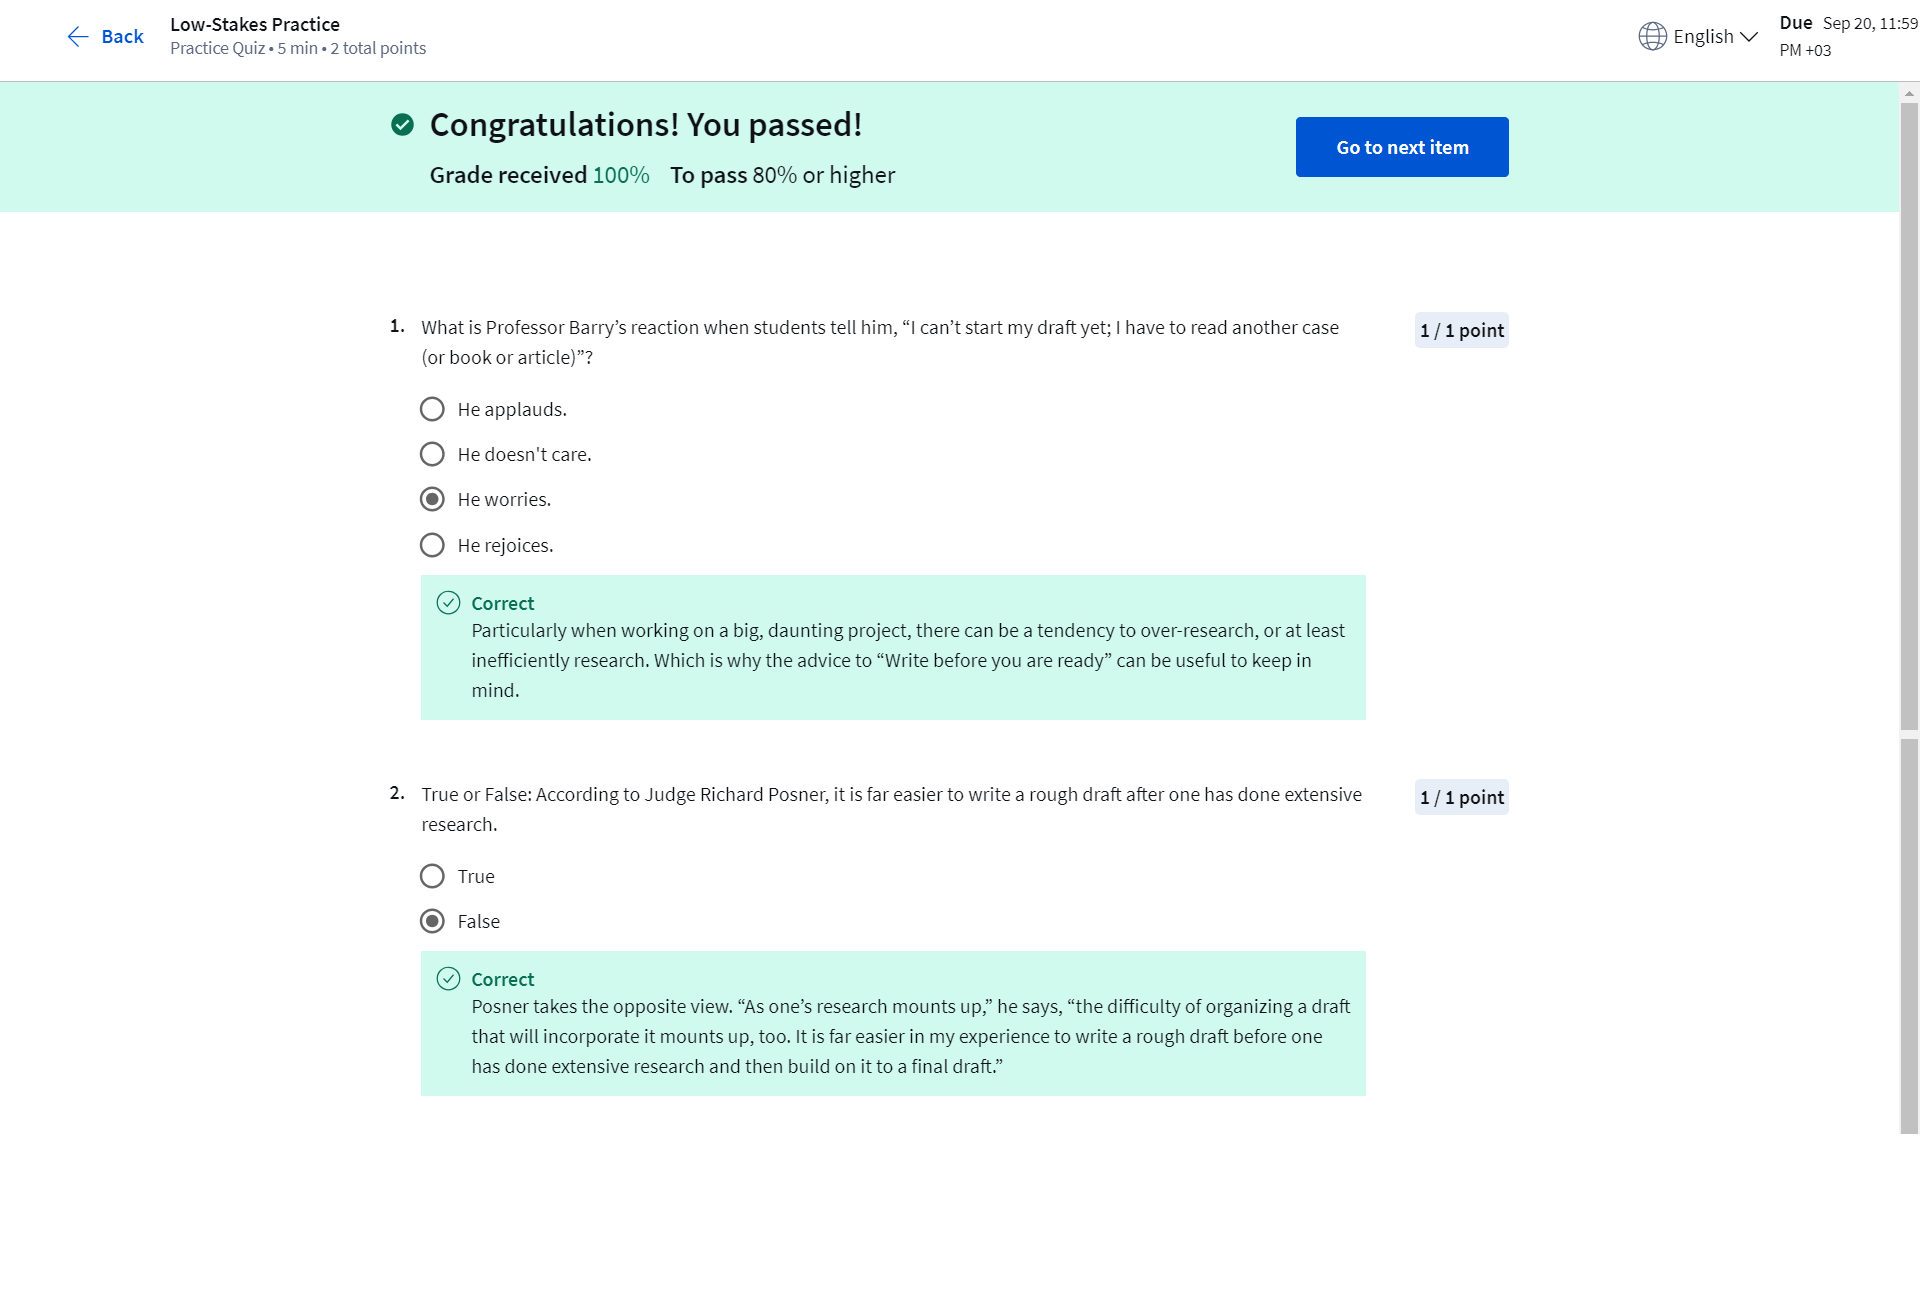 Back
Low-Stakes Practice
Practice Quiz • 5 min • 2 total points
English
Due Sep 20, 11:59
PM +03
Congratulations! You passed!
Grade received 100% To pass 80% or higher
Go to next item
1. What is Professor Barry’s reaction when students tell him, “I can’t start my draft yet; I have to read another case
(or book or article)”?
1 / 1 point
He applauds.
He doesn't care.
He worries.
He rejoices.
Correct
Particularly when working on a big, daunting project, there can be a tendency to over-research, or at least
inefficiently research. Which is why the advice to “Write before you are ready” can be useful to keep in
mind.
2. True or False: According to Judge Richard Posner, it is far easier to write a rough draft after one has done extensive
research.
1 / 1 point
True
False
Correct
Posner takes the opposite view. “As one’s research mounts up,” he says, “the difficulty of organizing a draft
that will incorporate it mounts up, too. It is far easier in my experience to write a rough draft before one
has done extensive research and then build on it to a final draft.”